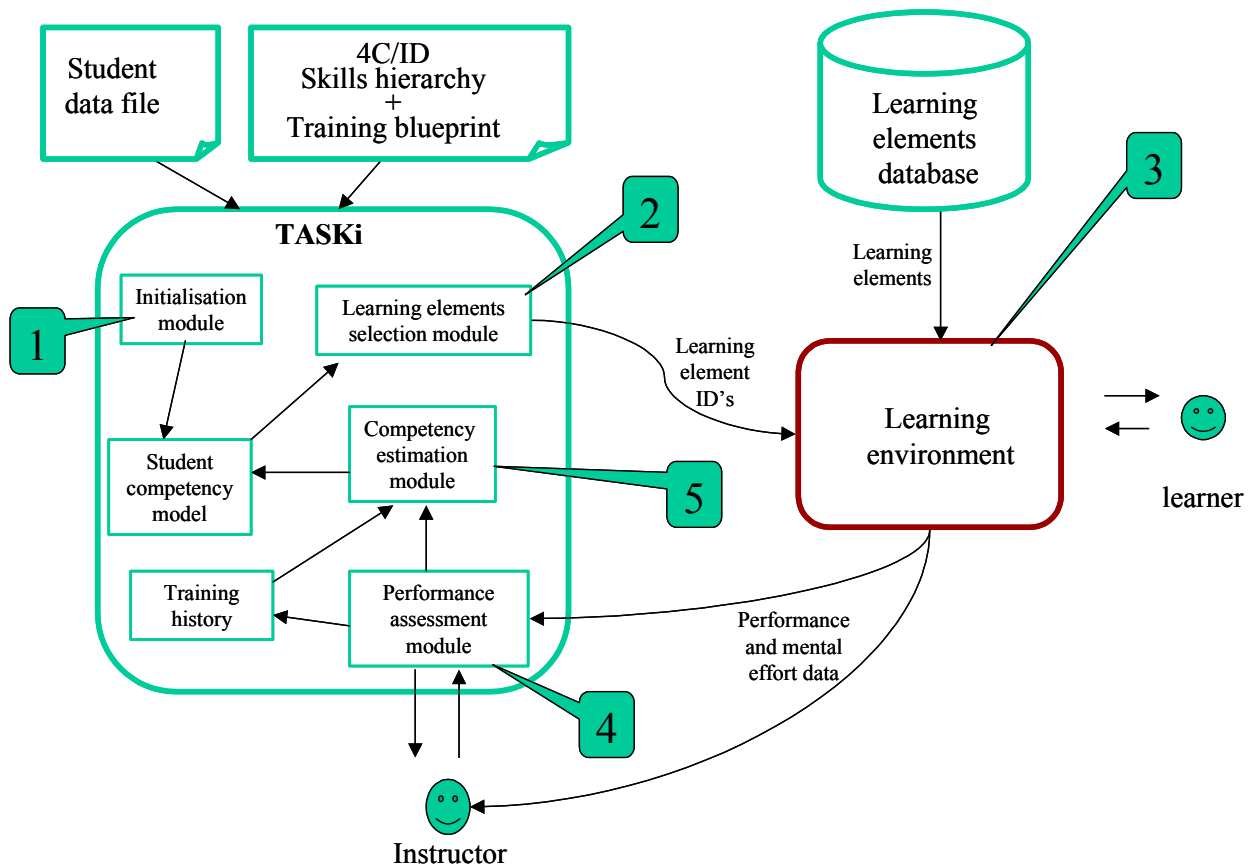 Student
data file
4C/ID
Skills hierarchy
+
Training blueprint
Learning
elements
database
3
2
TASKi
Initialisation
module
Learning elements
selection module
1
Learning
elements
Learning
element
ID's
Learning
environment
learner
Student
competency
model
Competency
estimation
module
5
Training
history
Performance
assessment
module
Performance
and mental
effort data
4
Instructor